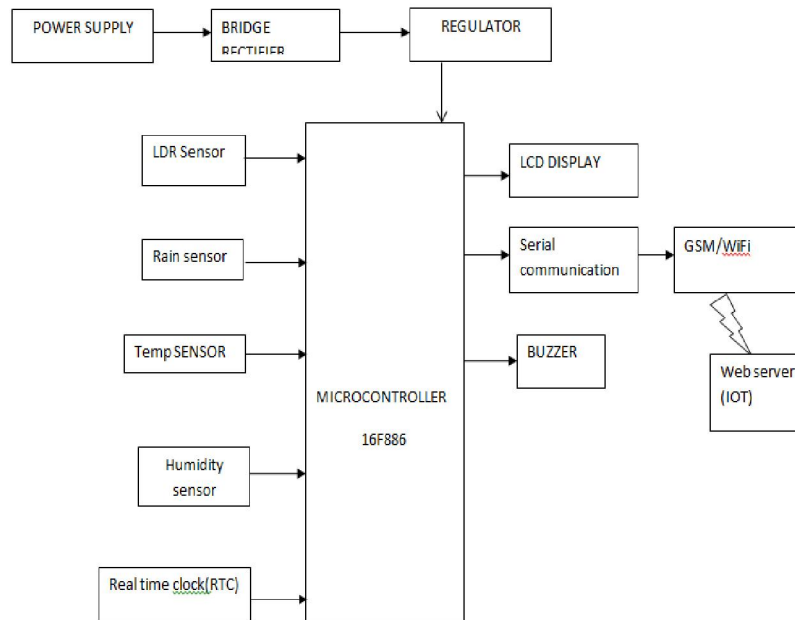 POWER SUPPLY
BRIDGE
RECTIFIER
REGULATOR
LDR Sensor
LCD DISPLAY
Rain sensor
Serial
communication
GSM/WiFi
Temp SENSOR
BUZZER
Web server
(IOT)
MICROCONTROLLER
16F886
Humidity
sensor
Real time clock(RTC)